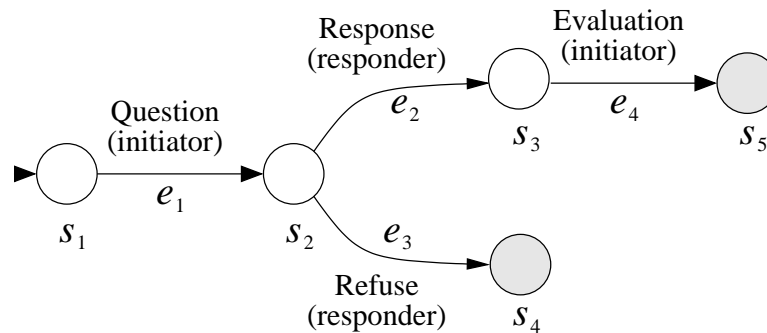 Response
(responder)
Evaluation
(initiator)
Question
(initiator)
e2
e4
s3
s5
e1
s1
s2
e3
Refuse
(responder)
s4